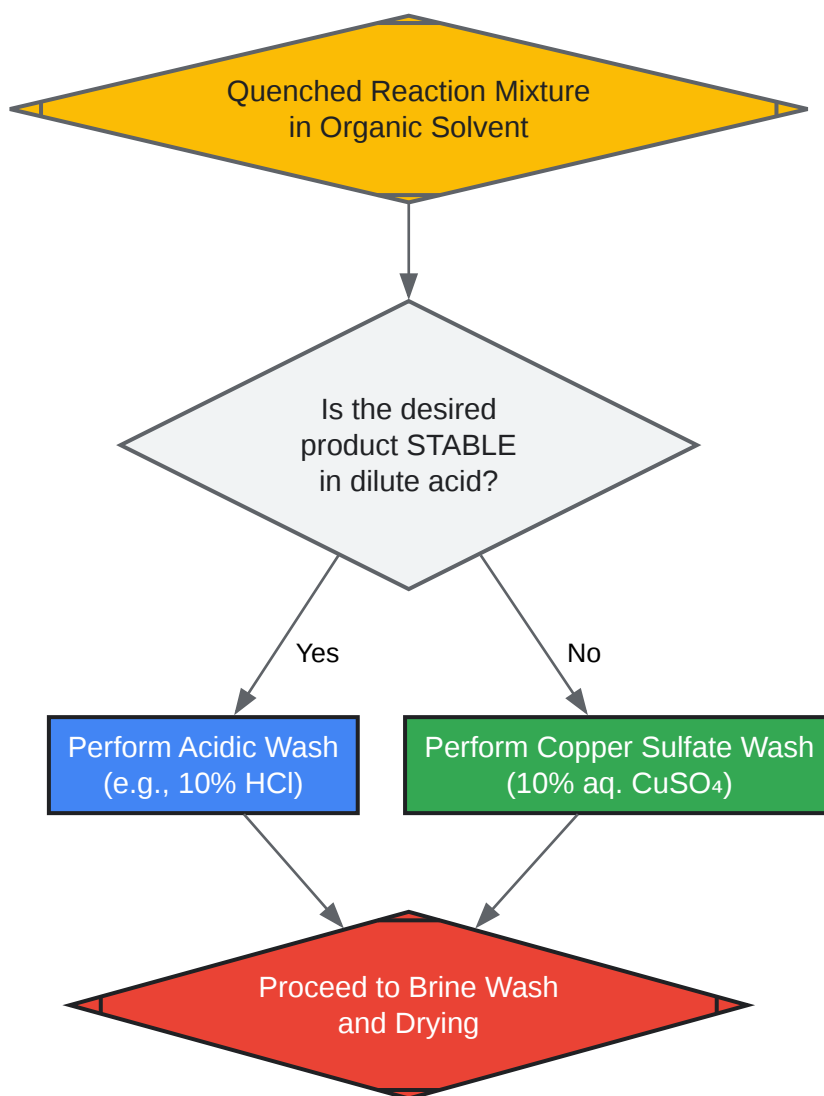 Quenched Reaction Mixture
in Organic Solvent
Is the desired
product STABLE
in dilute acid?
Yes
No
Perform Acidic Wash
(e.g., 10% HCl)
Perform Copper Sulfate Wash
(10% aq. CuSO₄)
Proceed to Brine Wash
and Drying